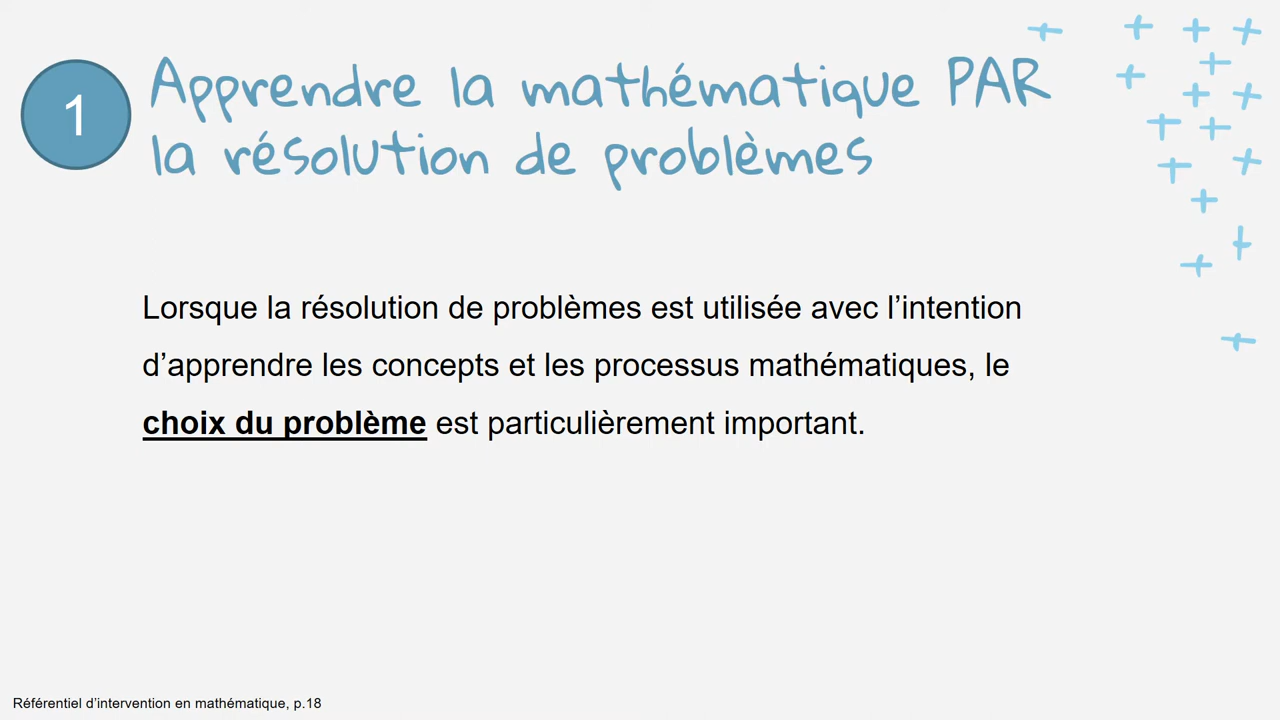 1
Apprendre la mathématique PAR
la résolution de problèmes
Lorsque la résolution de problèmes est utilisée avec l’intention
d’apprendre les concepts et les processus mathématiques, le
choix du problème est particulièrement important.
Référentiel d’intervention en mathématique, p.18